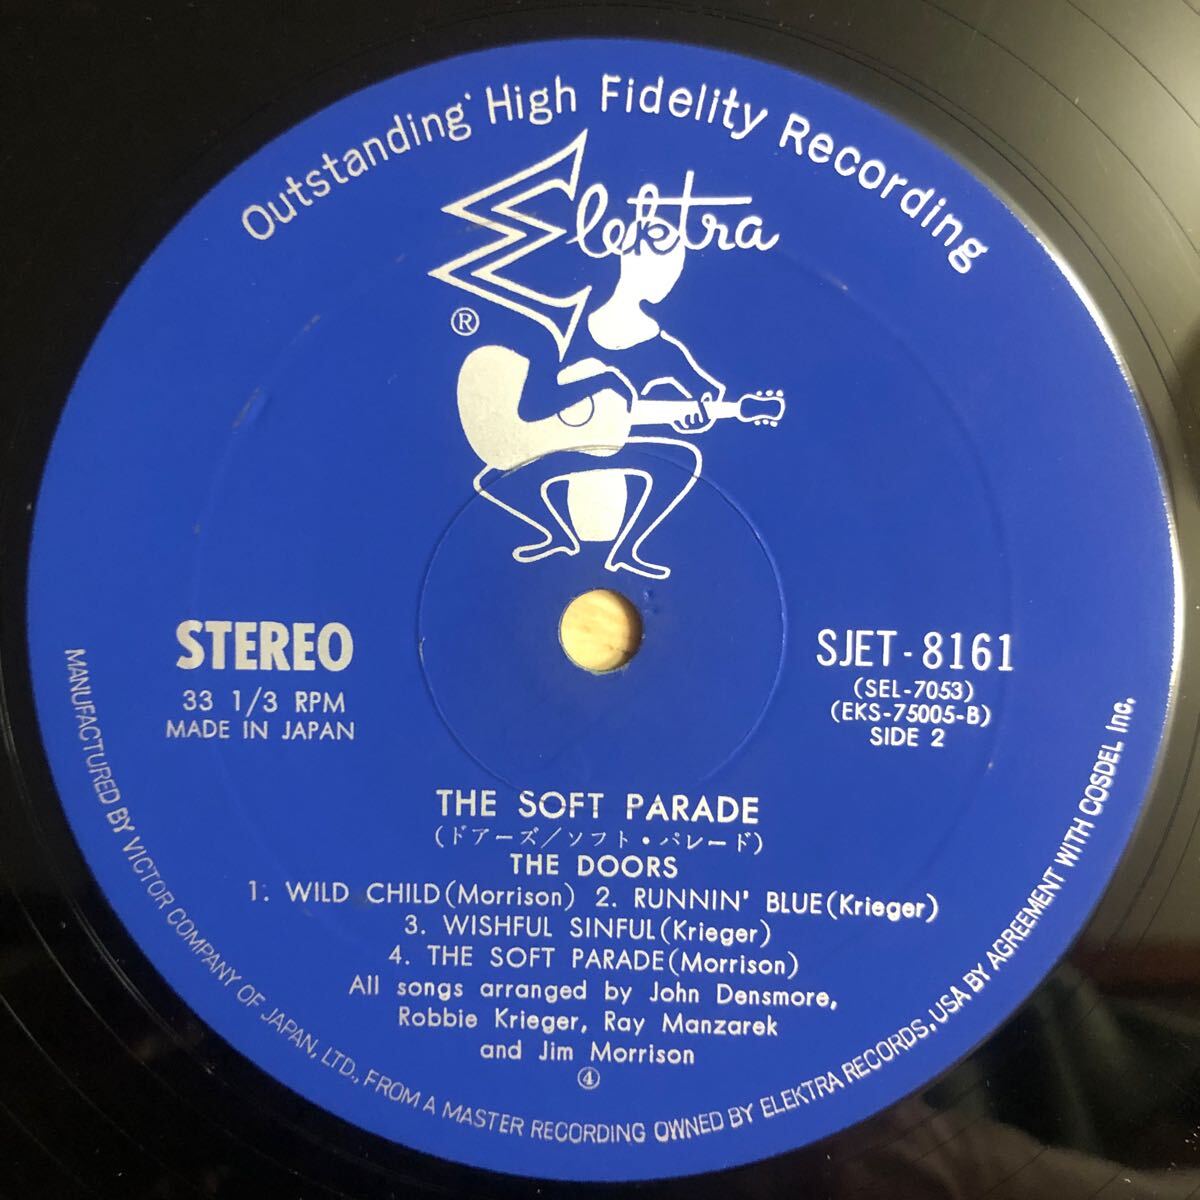 Outstanding High Fidelity Recording
Elektra
®
STEREO
33 1/3 RPM
MADE IN JAPAN
SJET-8161
(SEL-7053)
(EKS-75005-B)
SIDE 2
THE SOFT PARADE
(ドアーズ/ソフト・パレード)
THE DOORS
1. WILD CHILD(Morrison) 2. RUNNIN' BLUE(Krieger)
3. WISHFUL SINFUL(Krieger)
4. THE SOFT PARADE(Morrison)
All songs arranged by John Densmore,
Robbie Krieger, Ray Manzarek
and Jim Morrison
④
MANUFACTURED BY VICTOR COMPANY OF JAPAN, LTD., FROM A MASTER RECORDING OWNED BY ELEKTRA RECORDS, USA BY AGREEMENT WITH COSDEL Inc.